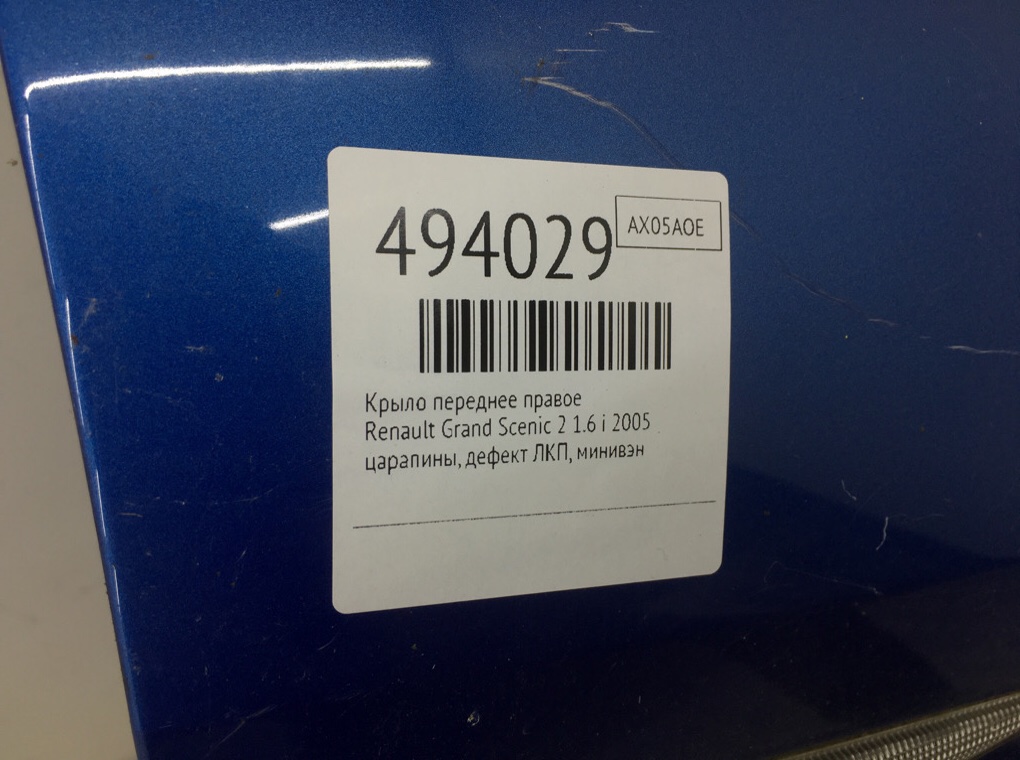 494029
AX05AOE
Крыло переднее правое
Renault Grand Scenic 2 1.6 i 2005
царапины, дефект ЛКП, минивэн